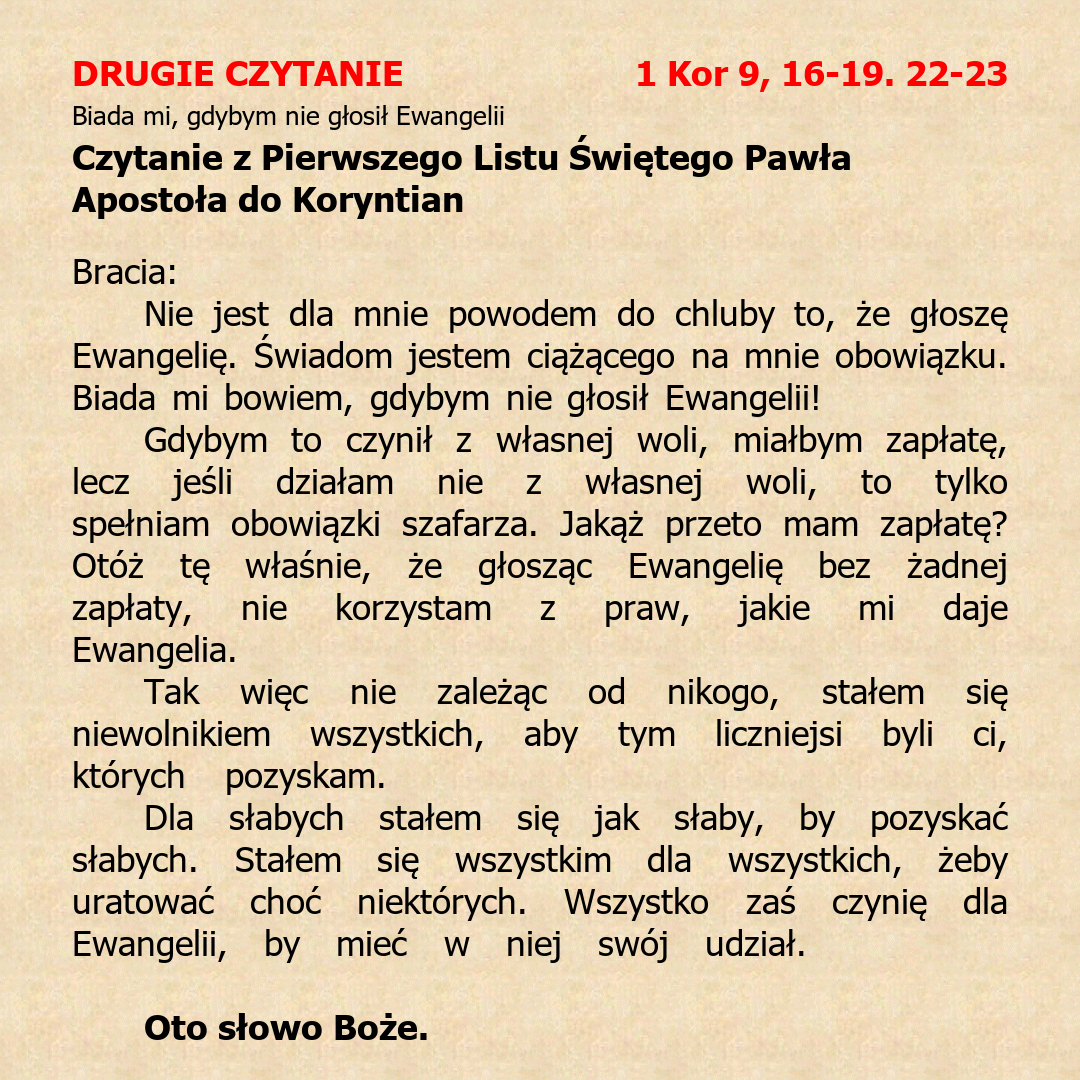 DRUGIE CZYTANIE 1 Kor 9, 16-19. 22-23
Biada mi, gdybym nie głosił Ewangelii
Czytanie z Pierwszego Listu Świętego Pawła
Apostoła do Koryntian
Bracia:
Nie jest dla mnie powodem do chluby to, że głoszę
Ewangelię. Świadom jestem ciążącego na mnie obowiązku.
Biada mi bowiem, gdybym nie głosił Ewangelii!
Gdybym to czynił z własnej woli, miałbym zapłatę,
lecz jeśli działam nie z własnej woli, to tylko
spełniam obowiązki szafarza. Jakąż przeto mam zapłatę?
Otóż tę właśnie, że głosząc Ewangelię bez żadnej
zapłaty, nie korzystam z praw, jakie mi daje
Ewangelia.
Tak więc nie zależąc od nikogo, stałem się
niewolnikiem wszystkich, aby tym liczniejsi byli ci,
których pozyskam.
Dla słabych stałem się jak słaby, by pozyskać
słabych. Stałem się wszystkim dla wszystkich, żeby
uratować choć niektórych. Wszystko zaś czynię dla
Ewangelii, by mieć w niej swój udział.
Oto słowo Boże.